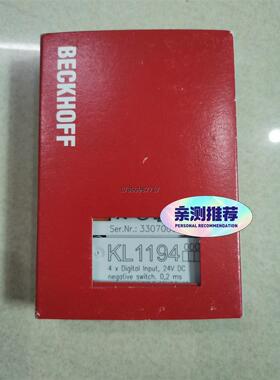 BECKHOFF
Ser.Nr.: 33070
KL1194
4 x Digital Input, 24V DC
negative switch, 0,2 ms
亲测推荐
PERSONAL RECOMMENDATION